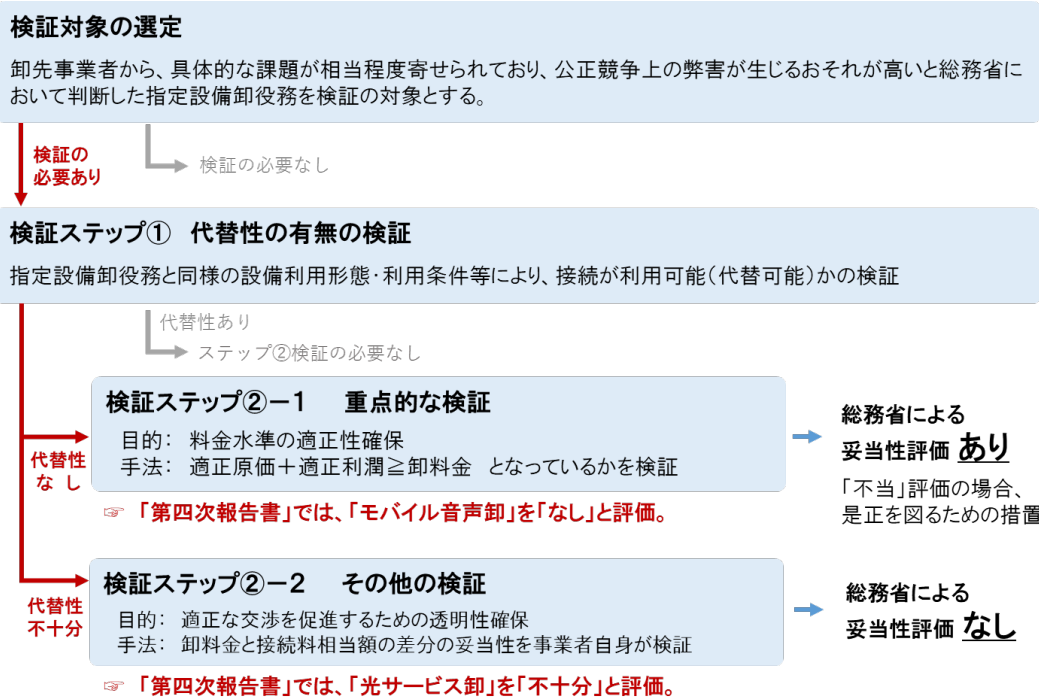 検証対象の選定
卸先事業者から、具体的な課題が相当程度寄せられており、公正競争上の弊害が生じるおそれが高いと総務省に
おいて判断した指定設備卸役務を検証の対象とする。
検証の
必要あり
検証の必要なし
検証ステップ① 代替性の有無の検証
指定設備卸役務と同様の設備利用形態・利用条件等により、接続が利用可能（代替可能）かの検証
代替性あり
ステップ②検証の必要なし
代替性
なし
検証ステップ②－1 重点的な検証
目的： 料金水準の適正性確保
手法： 適正原価＋適正利潤≧卸料金 となっているかを検証
☞ 「第四次報告書」では、「モバイル音声卸」を「なし」と評価。
総務省による
妥当性評価 あり
「不当」評価の場合、
是正を図るための措置
代替性
不十分
検証ステップ②－2 その他の検証
目的： 適正な交渉を促進するための透明性確保
手法： 卸料金と接続料相当額の差分の妥当性を事業者自身が検証
☞ 「第四次報告書」では、「光サービス卸」を「不十分」と評価。
総務省による
妥当性評価 なし